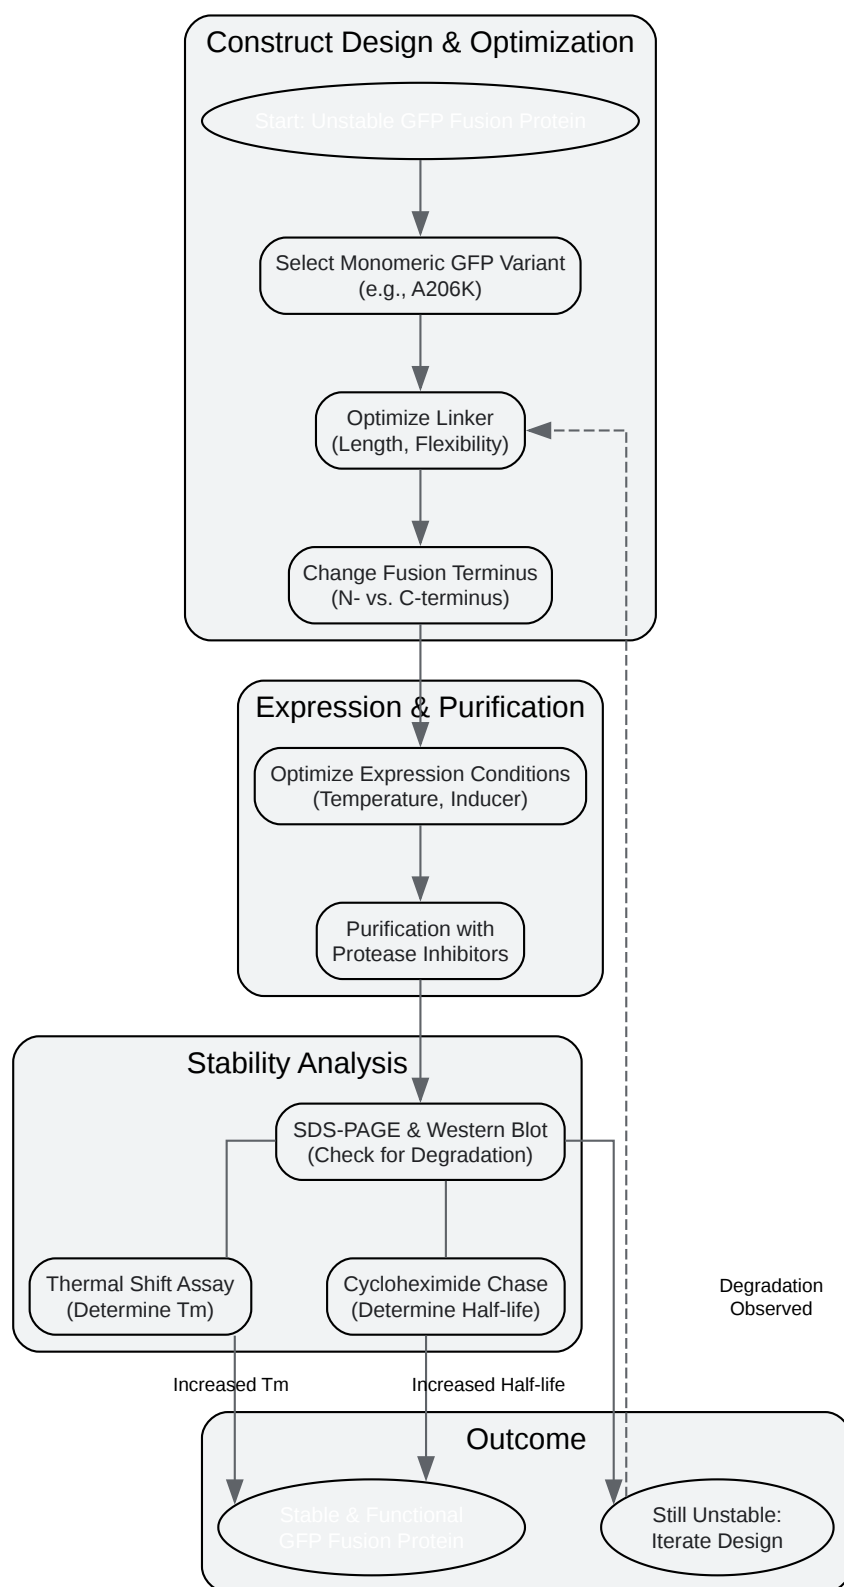 Construct Design & Optimization
Start: Unstable GFP Fusion Protein
Select Monomeric GFP Variant
(e.g., A206K)
Optimize Linker
(Length, Flexibility)
Change Fusion Terminus
(N- vs. C-terminus)
Expression & Purification
Optimize Expression Conditions
(Temperature, Inducer)
Purification with
Protease Inhibitors
Stability Analysis
SDS-PAGE & Western Blot
(Check for Degradation)
Thermal Shift Assay
(Determine Tm)
Cycloheximide Chase
(Determine Half-life)
Degradation
Observed
Increased Tm
Increased Half-life
Outcome
Stable & Functional
GFP Fusion Protein
Still Unstable:
Iterate Design